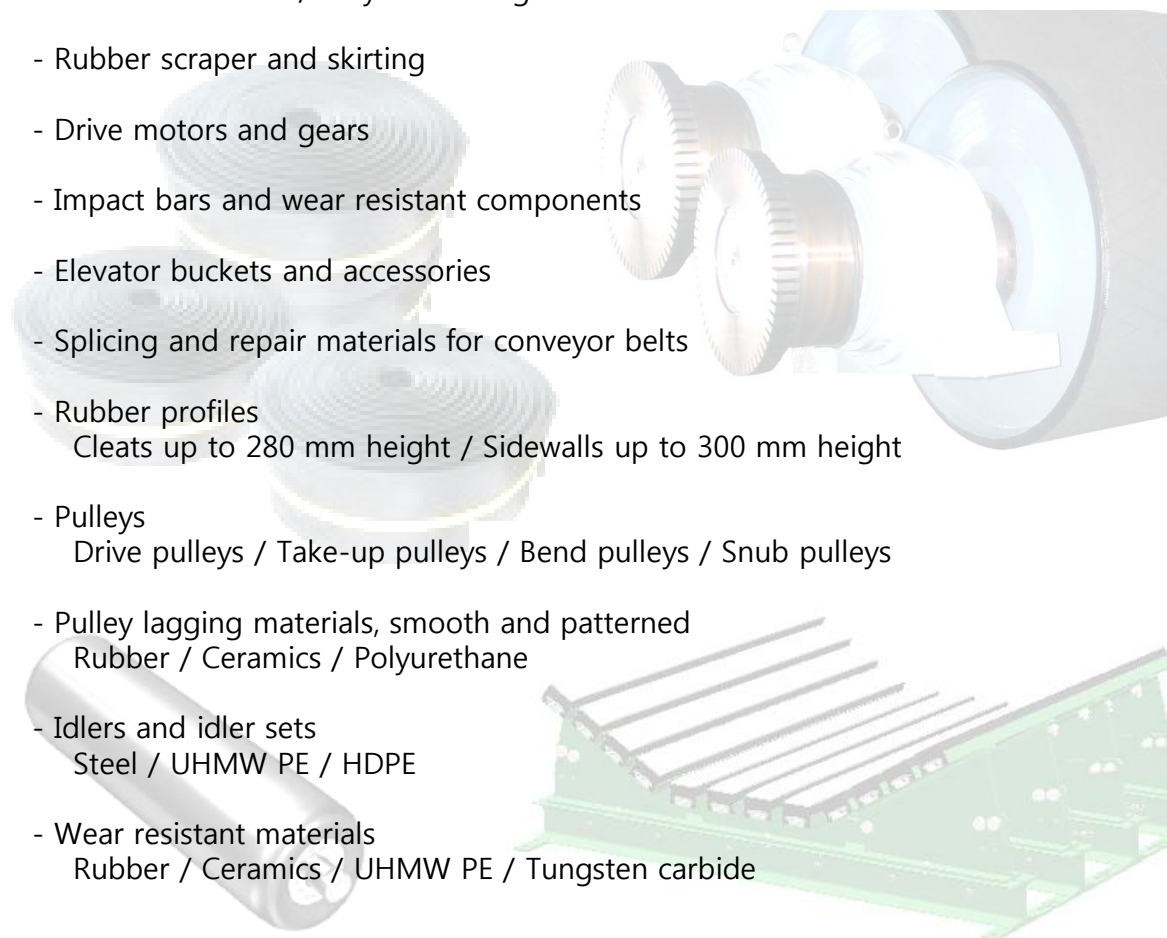 - Rubber scraper and skirting
- Drive motors and gears
- Impact bars and wear resistant components
- Elevator buckets and accessories
- Splicing and repair materials for conveyor belts
- Rubber profiles
Cleats up to 280 mm height / Sidewalls up to 300 mm height
- Pulleys
Drive pulleys / Take-up pulleys / Bend pulleys / Snub pulleys
- Pulley lagging materials, smooth and patterned
Rubber / Ceramics / Polyurethane
- Idlers and idler sets
Steel / UHMW PE / HDPE
- Wear resistant materials
Rubber / Ceramics / UHMW PE / Tungsten carbide